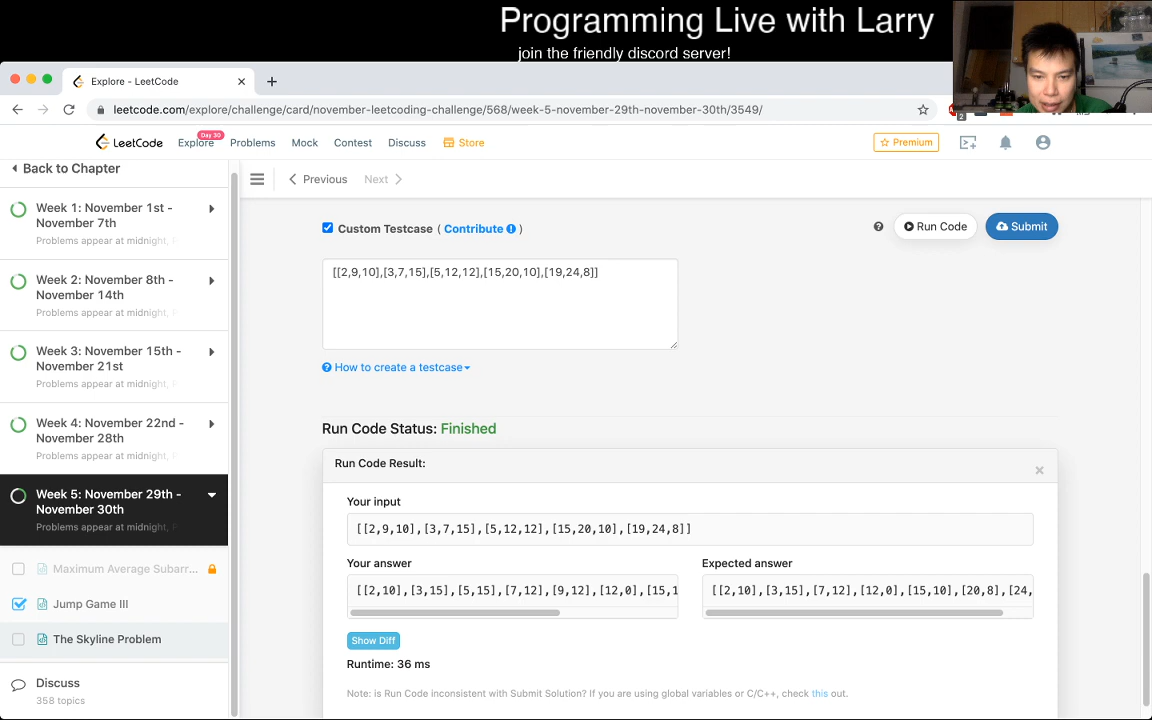 Programming Live with Larry
join the friendly discord server!
Explore - LeetCode
leetcode.com/explore/challenge/card/november-leetcoding-challenge/568/week-5-november-29th-november-30th/3549/
2
LeetCode
Explore
Day 30
Problems
Mock
Contest
Discuss
Store
Premium
Back to Chapter
Previous
Next
Week 1: November 1st -
November 7th
Problems appear at midnight,
Week 2: November 8th -
November 14th
Problems appear at midnight,
Week 3: November 15th -
November 21st
Problems appear at midnight,
Week 4: November 22nd -
November 28th
Problems appear at midnight,
Week 5: November 29th -
November 30th
Problems appear at midnight,
Maximum Average Subarr...
Jump Game III
The Skyline Problem
Discuss
358 topics
Custom Testcase ( Contribute )
Run Code
Submit
[[2,9,10],[3,7,15],[5,12,12],[15,20,10],[19,24,8]]
How to create a testcase
Run Code Status: Finished
Run Code Result:
Your input
[[2,9,10],[3,7,15],[5,12,12],[15,20,10],[19,24,8]]
Your answer
[[2,10],[3,15],[5,15],[7,12],[9,12],[12,0],[15,1
Expected answer
[[2,10],[3,15],[7,12],[12,0],[15,10],[20,8],[24,
Show Diff
Runtime: 36 ms
Note: is Run Code inconsistent with Submit Solution? If you are using global variables or C/C++, check this out.